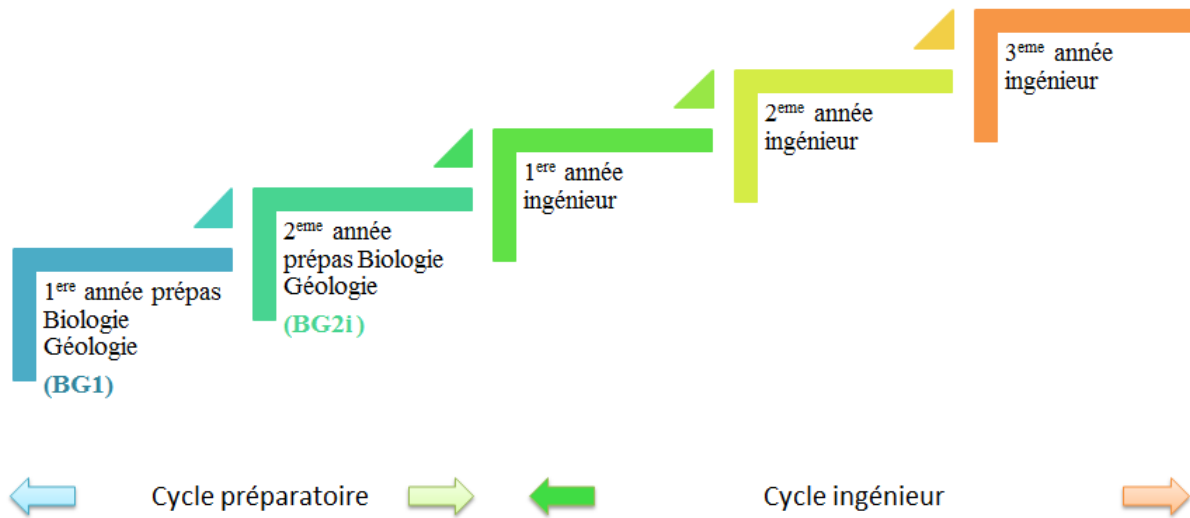 1ere année prépas
Biologie
Géologie
(BG1)
2eme année
prépas Biologie
Géologie
(BG2i)
1ere année
ingénieur
2eme année
ingénieur
3eme année
ingénieur
Cycle préparatoire
Cycle ingénieur